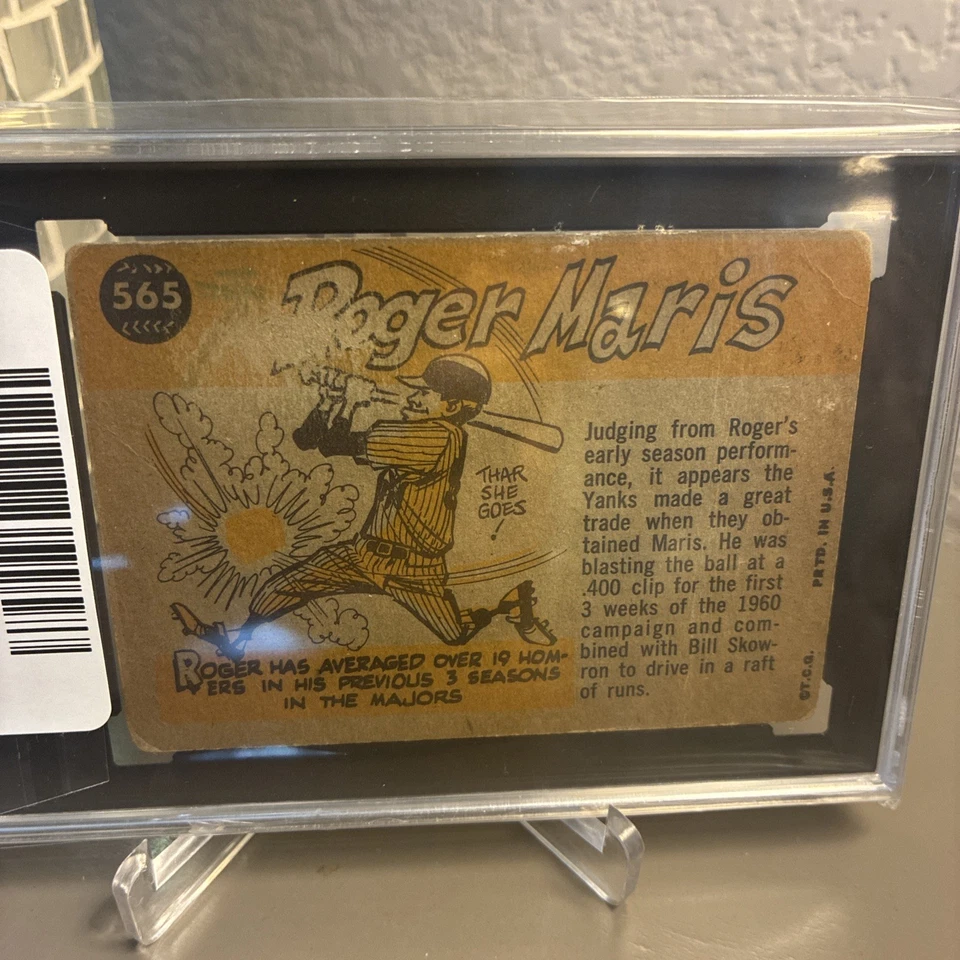 565
Roger Maris
THAR
SHE
GOES
!
Judging from Roger's
early season perform-
ance, it appears the
Yanks made a great
trade when they ob-
tained Maris. He was
blasting the ball at a
.400 clip for the first
3 weeks of the 1960
campaign and com-
bined with Bill Skow-
ron to drive in a raft
of runs.
ROGER HAS AVERAGED OVER 19 HOM-
ERS IN HIS PREVIOUS 3 SEASONS
IN THE MAJORS
©T.C.G.
PRTD. IN U.S.A.